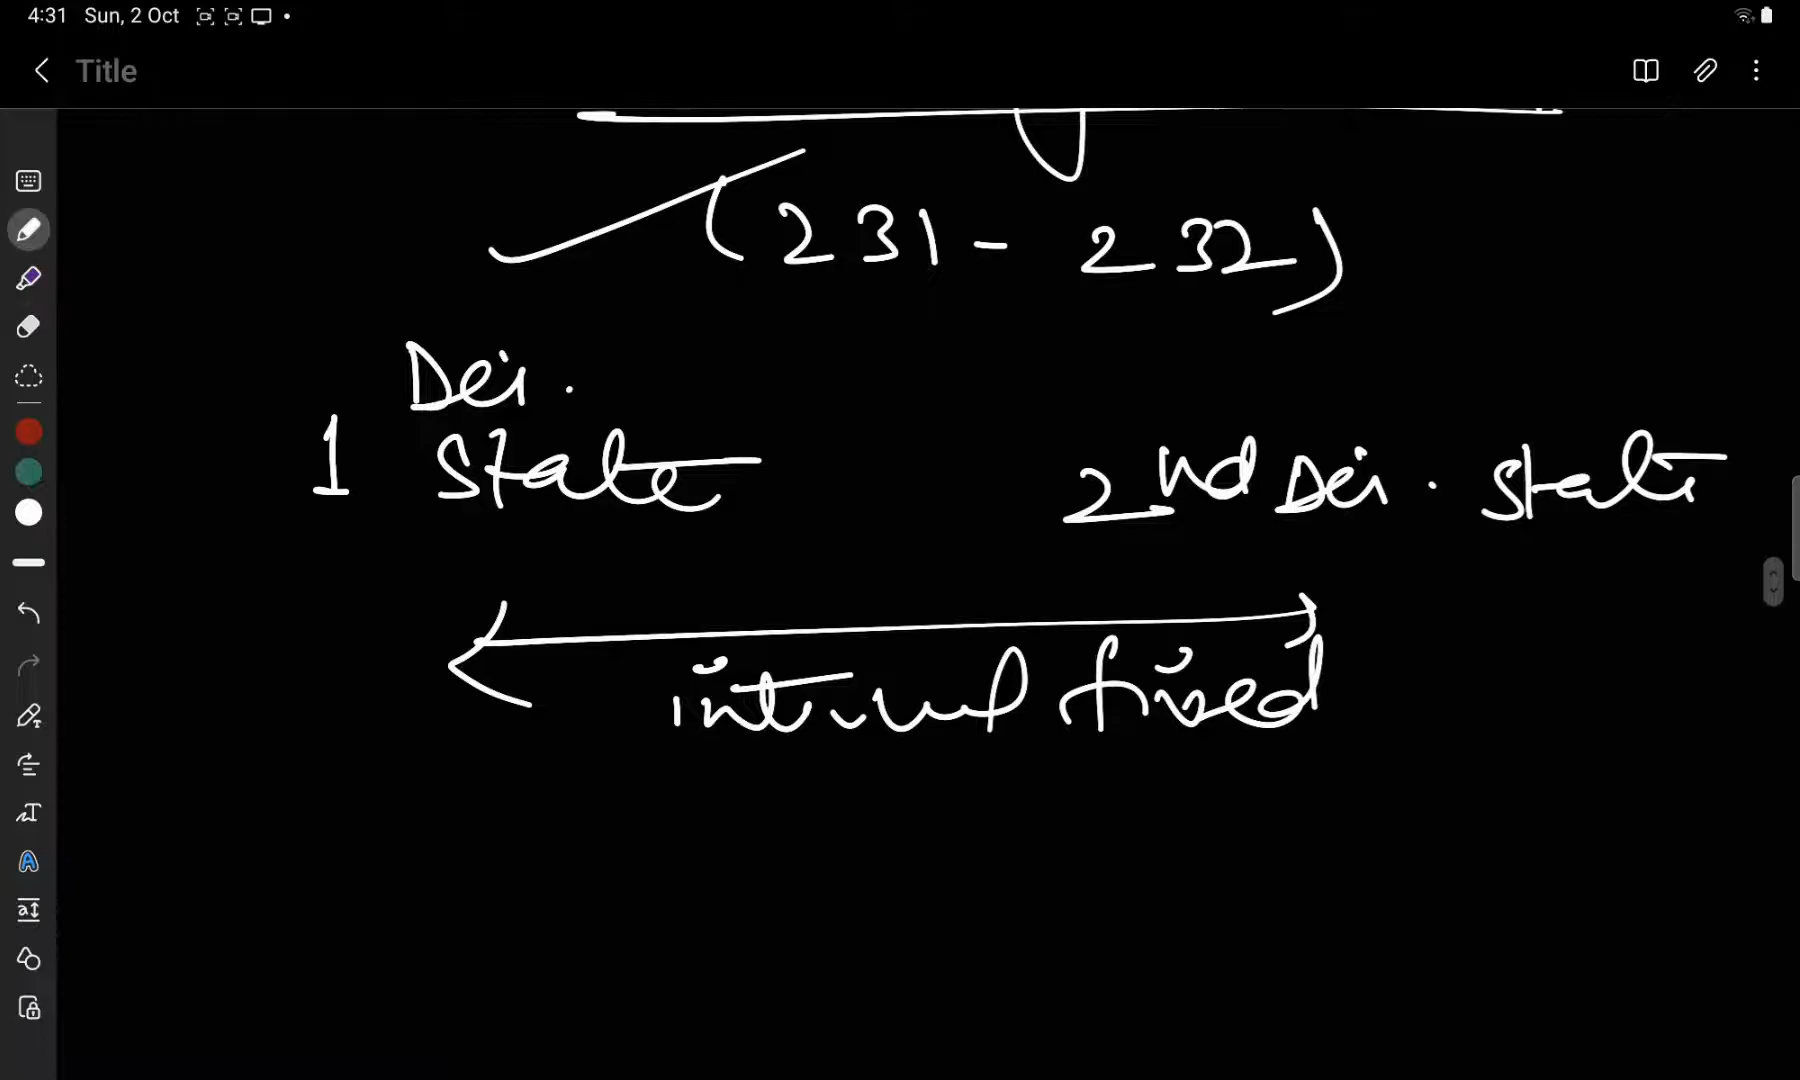 4:31 Sun, 2 Oct
Title
(231 - 232)
Dei.
1 State
2nd Dei. State
interval fixed